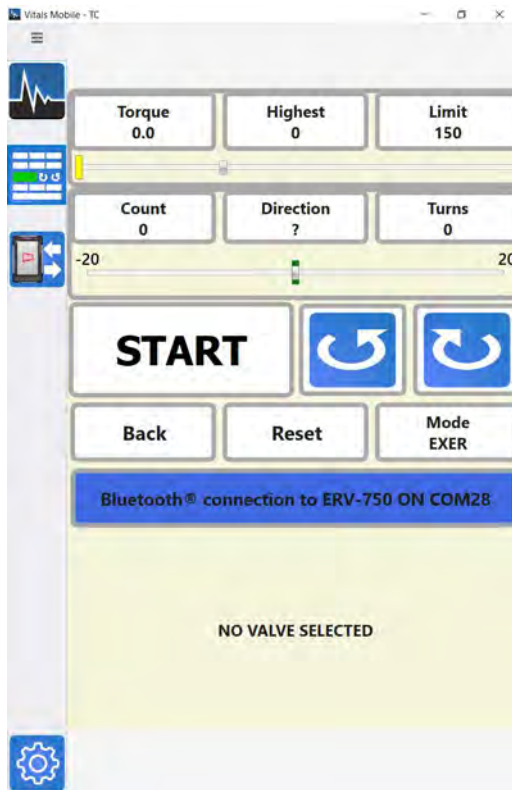 Vitals Mobile - TC
Torque Highest Limit
0.0 0 150
Count Direction Turns
0 ? 0
-20 20
START
Back Reset Mode
EXER
Bluetooth® connection to ERV-750 ON COM28
NO VALVE SELECTED